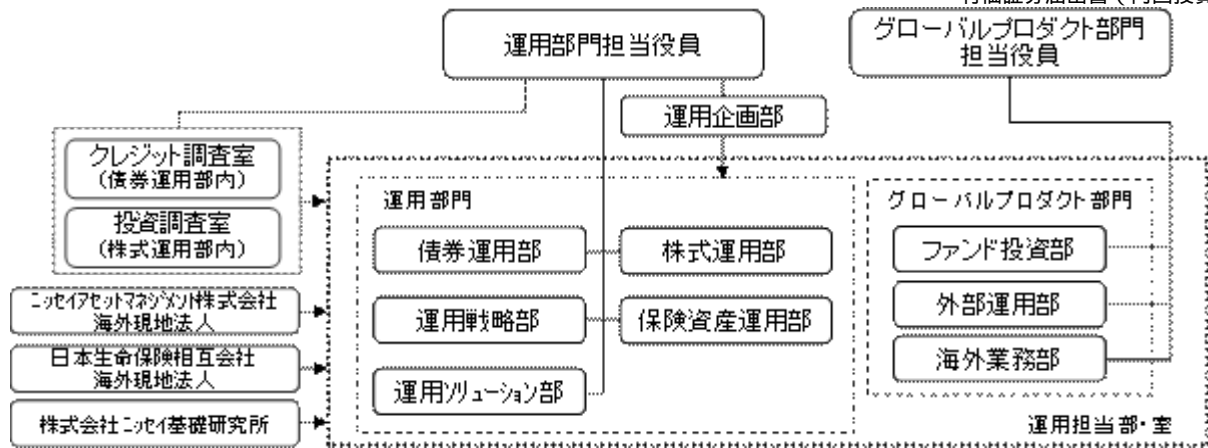 運用部門担当役員
グローバルプロダクト部門
担当役員
運用企画部
クレジット調査室
(債券運用部内)
投資調査室
(株式運用部内)
運用部門
グローバルプロダクト部門
債券運用部
株式運用部
ファンド投資部
ニッセイアセットマネジメント株式会社
海外現地法人
運用戦略部
保険資産運用部
外部運用部
日本生命保険相互会社
海外現地法人
海外業務部
運用ソリューション部
株式会社ニッセイ基礎研究所
運用担当部・室